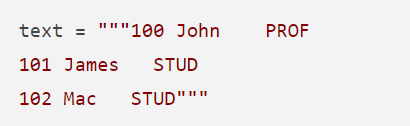 text = """100 John    PROF
101 James   STUD
102 Mac   STUD"""